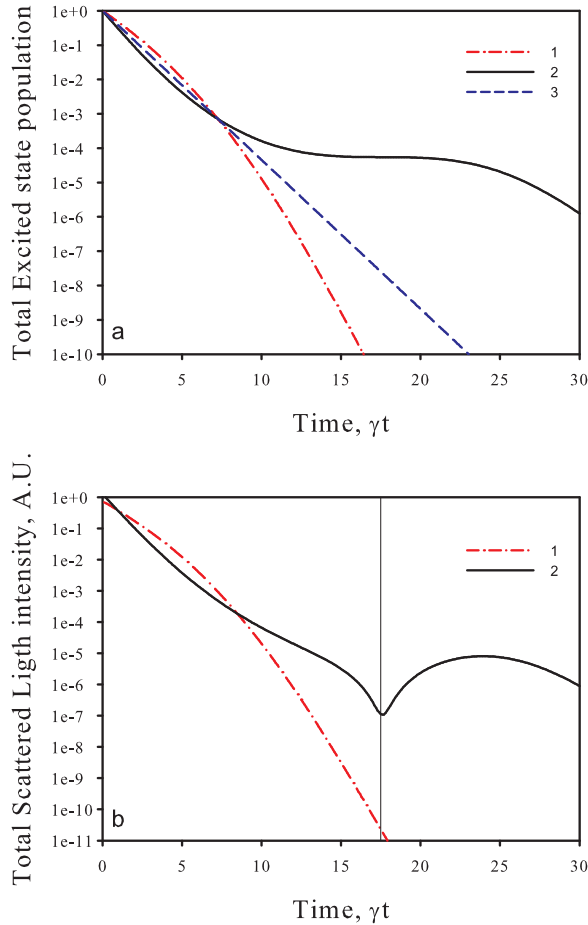 Total Excited state population
1e+0
1e-1
1e-2
1e-3
1e-4
1e-5
1e-6
1e-7
1e-8
1e-9
1e-10
1
2
3
a
0 5 10 15 20 25 30
Time, γt
Total Scattered Ligth intensity, A.U.
1e+0
1e-1
1e-2
1e-3
1e-4
1e-5
1e-6
1e-7
1e-8
1e-9
1e-10
1e-11
1
2
b
0 5 10 15 20 25 30
Time, γt